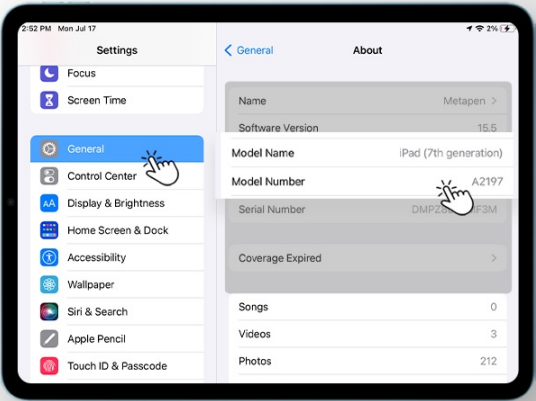 2:52 PM Mon Jul 17
2%
Settings
Focus
Screen Time
General
Control Center
AA Display & Brightness
Home Screen & Dock
Accessibility
Wallpaper
Siri & Search
Apple Pencil
Touch ID & Passcode
General
About
Name Metapen
Software Version 15.5
Model Name iPad (7th generation)
Model Number A2197
Serial Number
Coverage Expired
Songs 0
Videos 3
Photos 212